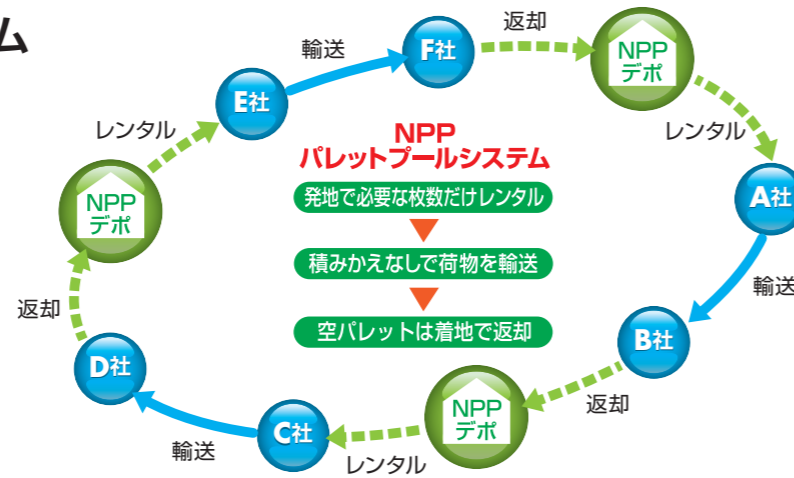 ム
輸送
F社
返却
NPP
デポ
E社
レンタル
レンタル
NPP
パレットプールシステム
発地で必要な枚数だけレンタル
積みかえなしで荷物を輸送
空パレットは着地で返却
A社
NPP
デポ
輸送
返却
B社
D社
返却
NPP
デポ
C社
輸送
レンタル